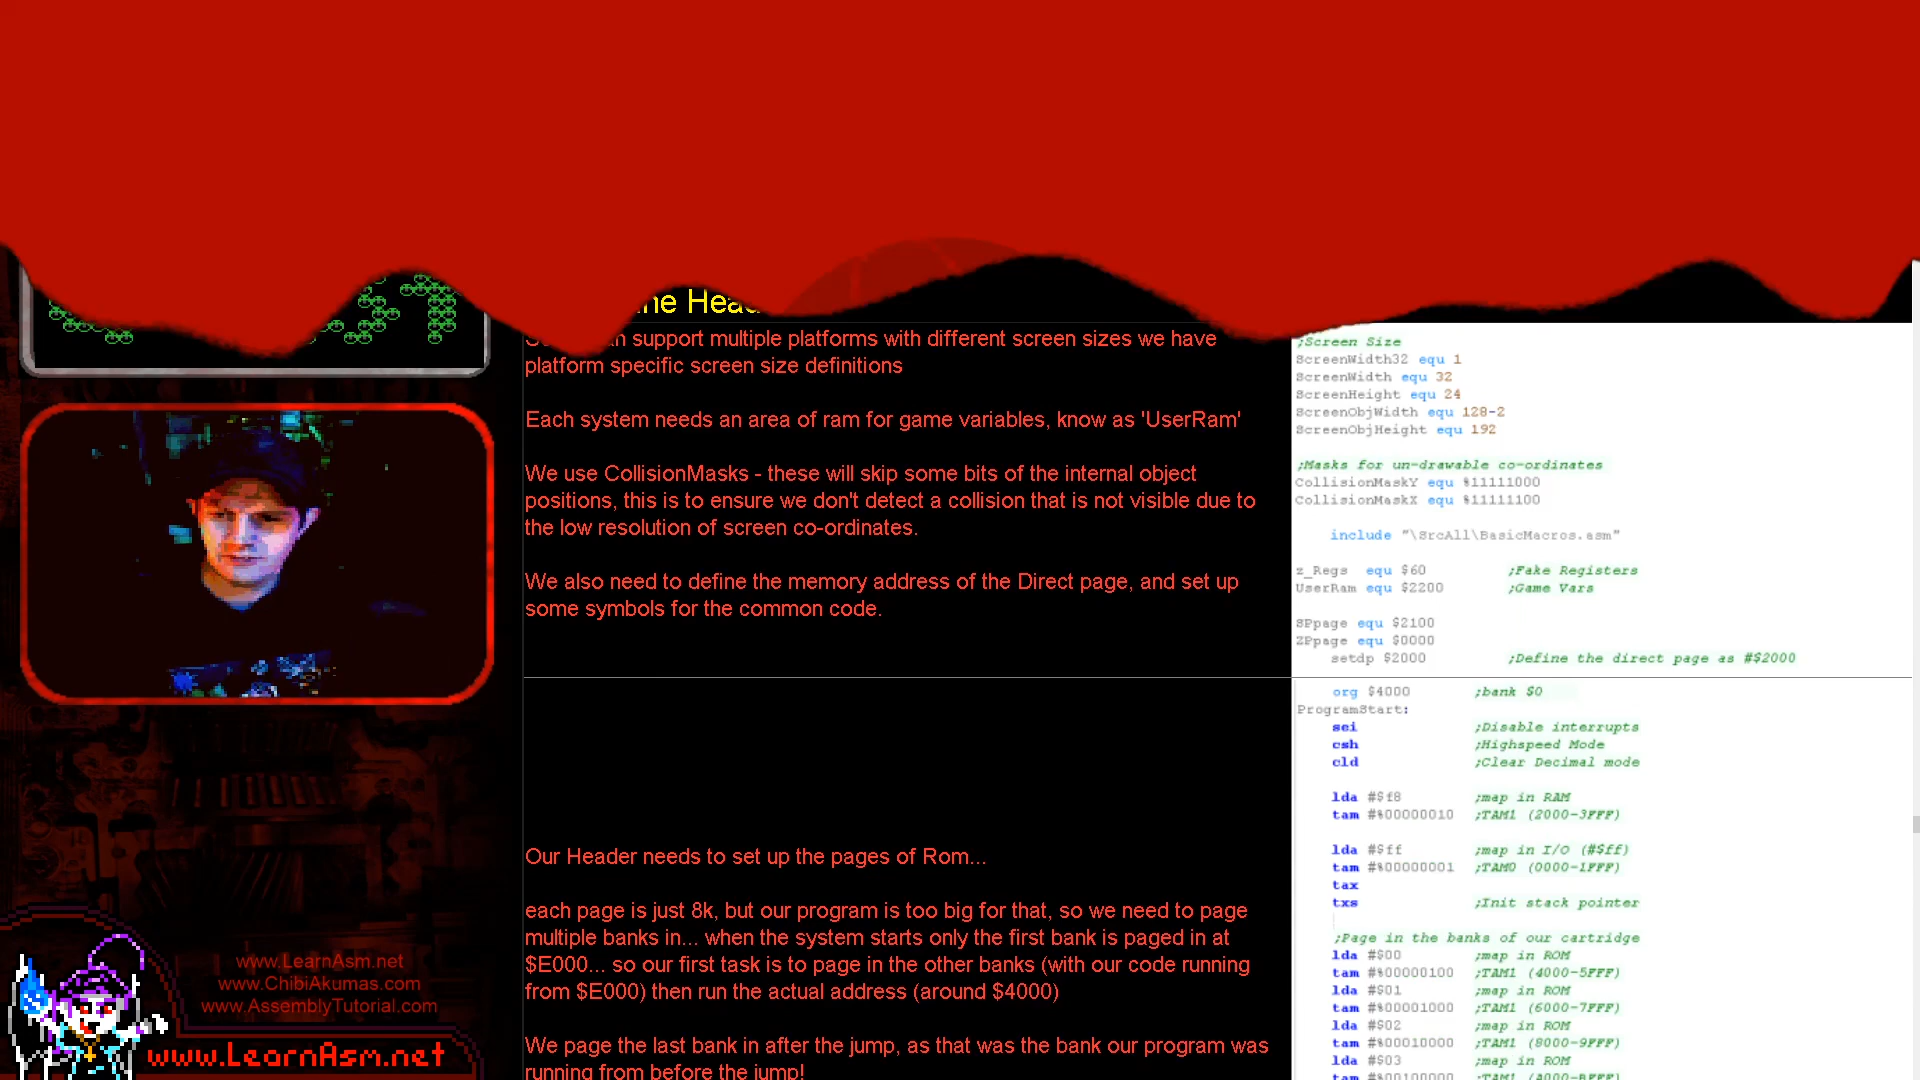 support multiple platforms with different screen sizes we have
platform specific screen size definitions
Each system needs an area of ram for game variables, know as 'UserRam'
We use CollisionMasks - these will skip some bits of the internal object
positions, this is to ensure we don't detect a collision that is not visible due to
the low resolution of screen co-ordinates.
We also need to define the memory address of the Direct page, and set up
some symbols for the common code.
;Screen Size
ScreenWidth32 equ 1
ScreenWidth equ 32
ScreenHeight equ 24
ScreenObjWidth equ 128-2
ScreenObjHeight equ 192
;Masks for un-drawable co-ordinates
CollisionMaskY equ %11111000
CollisionMaskX equ %11111100
include "\SrcAll\BasicMacros.asm"
z_Regs equ $60 ;Fake Registers
UserRam equ $2200 ;Game Vars
SPpage equ $2100
ZPpage equ $0000
setdp $2000 ;Define the direct page as #$2000
Our Header needs to set up the pages of Rom...
each page is just 8k, but our program is too big for that, so we need to page
multiple banks in... when the system starts only the first bank is paged in at
$E000... so our first task is to page in the other banks (with our code running
from $E000) then run the actual address (around $4000)
We page the last bank in after the jump, as that was the bank our program was
running from before the jump!
org $4000 ;bank $0
ProgramStart:
sei ;Disable interrupts
csh ;Highspeed Mode
cld ;Clear Decimal mode
lda #$f8 ;map in RAM
tam #%00000010 ;TAM1 (2000-3FFF)
lda #$ff ;map in I/O (#$ff)
tam #%00000001 ;TAM0 (0000-1FFF)
tax
txs ;Init stack pointer
;Page in the banks of our cartridge
lda #$00 ;map in ROM
tam #%00000100 ;TAM1 (4000-5FFF)
lda #$01 ;map in ROM
tam #%00001000 ;TAM1 (6000-7FFF)
lda #$02 ;map in ROM
tam #%00010000 ;TAM1 (8000-9FFF)
lda #$03 ;map in ROM
tam #%00100000 ;TAM1 (A000-BFFF)
www.LearnAsm.net
www.ChibiAkumas.com
www.AssemblyTutorial.com
www.LearnAsm.net